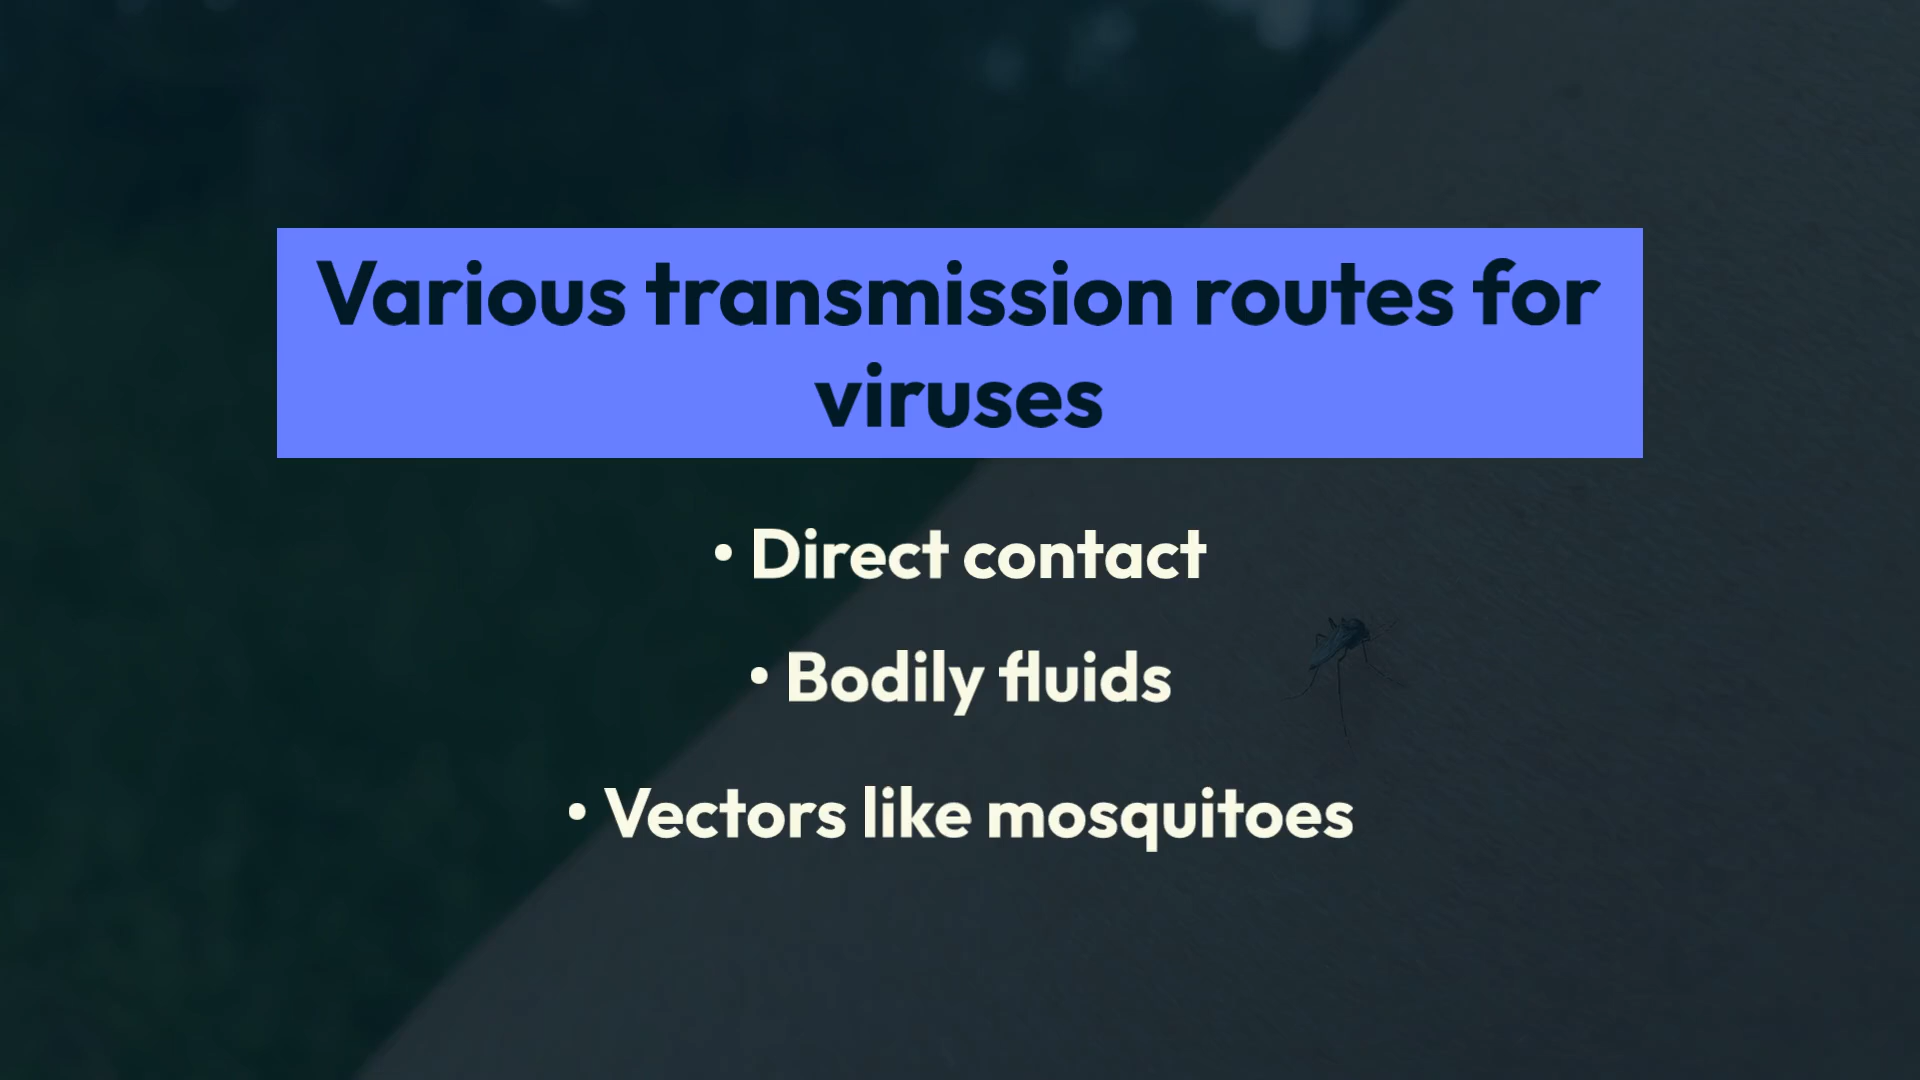 Various transmission routes for
viruses
• Direct contact
• Bodily fluids
• Vectors like mosquitoes